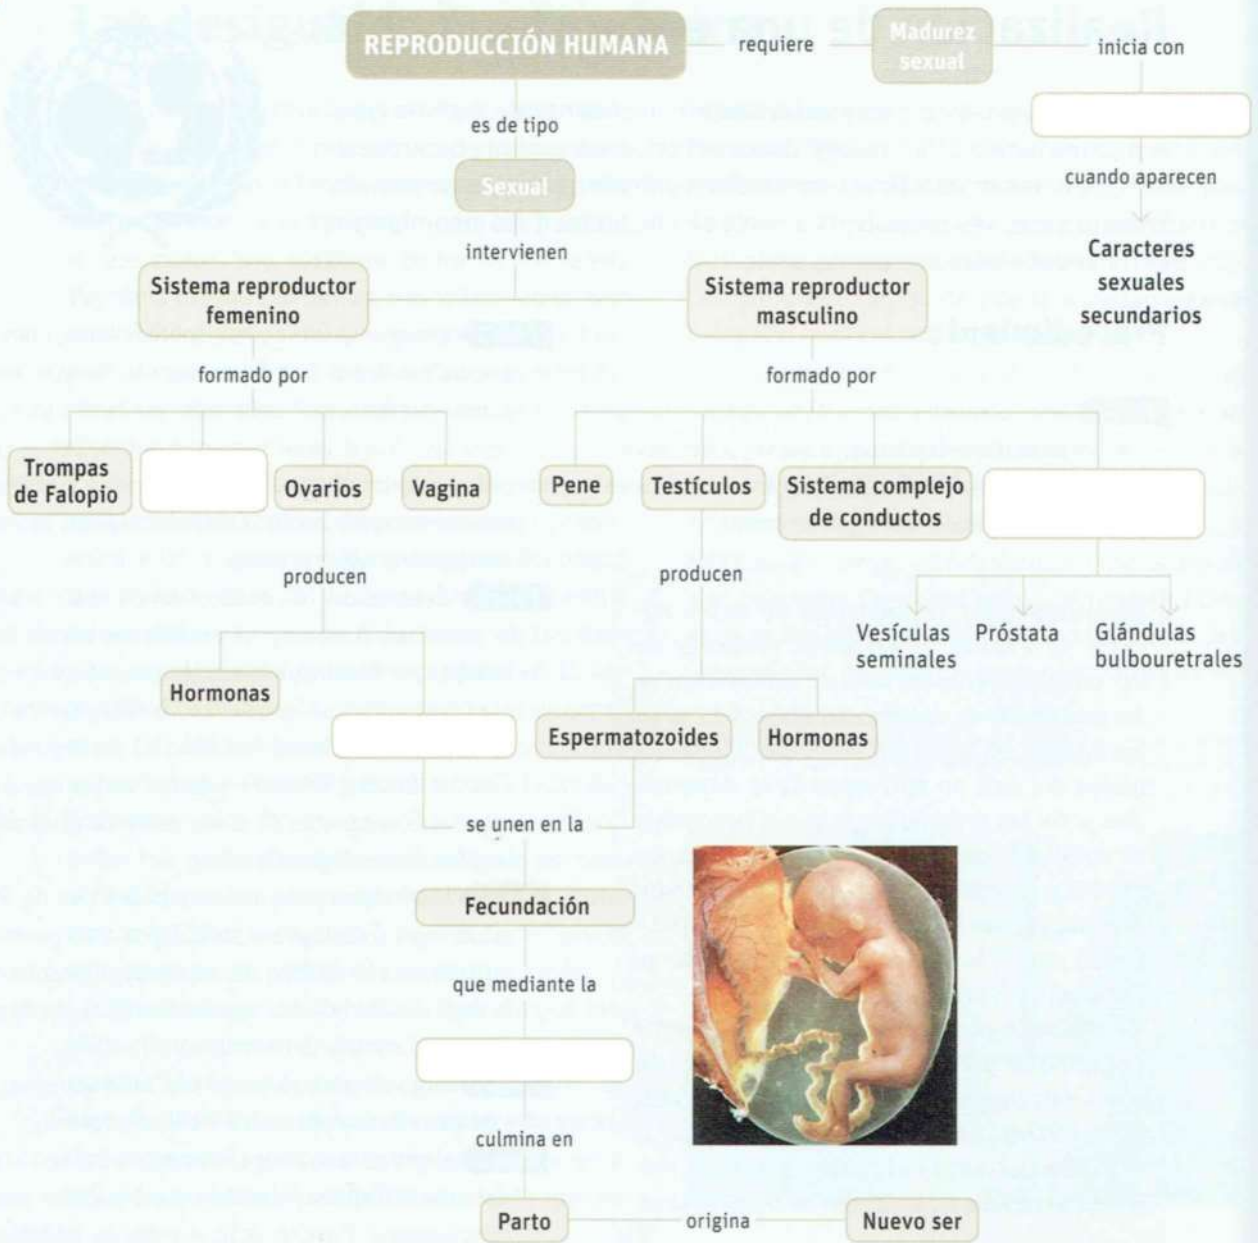 REPRODUCCIÓN HUMANA
requiere
Madurez
sexual
inicia con
es de tipo
cuando aparecen
Sexual
Caracteres
sexuales
secundarios
intervienen
Sistema reproductor
femenino
Sistema reproductor
masculino
formado por
formado por
Trompas
de Falopio
Ovarios
Vagina
Pene
Testículos
Sistema complejo
de conductos
producen
producen
Vesículas
seminales
Próstata
Glándulas
bulbouretrales
Hormonas
Espermatozoides
Hormonas
se unen en la
Fecundación
que mediante la
culmina en
Parto
origina
Nuevo ser